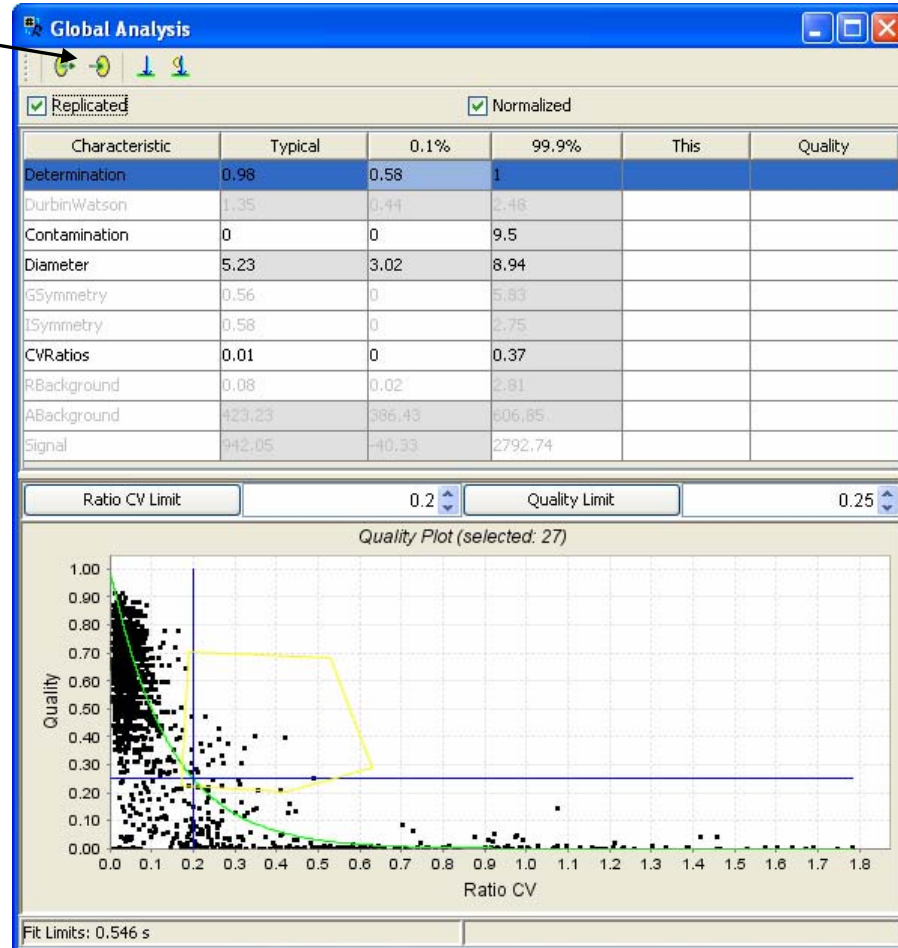 Global Analysis
Replicated Normalized
Characteristic Typical 0.1% 99.9% This Quality
Determination 0.98 0.58 1
DurbinWatson 1.35 0.44 2.48
Contamination 0 0 9.5
Diameter 5.23 3.02 8.94
GSymmetry 0.56 0 5.83
ISymmetry 0.58 0 2.75
CVRatios 0.01 0 0.37
RBackground 0.08 0.02 2.81
ABackground 423.23 386.43 606.85
Signal 942.05 -40.33 2792.74
Ratio CV Limit 0.2 Quality Limit 0.25
Quality Plot (selected: 27)
1.00
0.90
0.80
0.70
0.60
0.50
0.40
0.30
0.20
0.10
0.00
Quality
0.0 0.1 0.2 0.3 0.4 0.5 0.6 0.7 0.8 0.9 1.0 1.1 1.2 1.3 1.4 1.5 1.6 1.7 1.8
Ratio CV
Fit Limits: 0.546 s